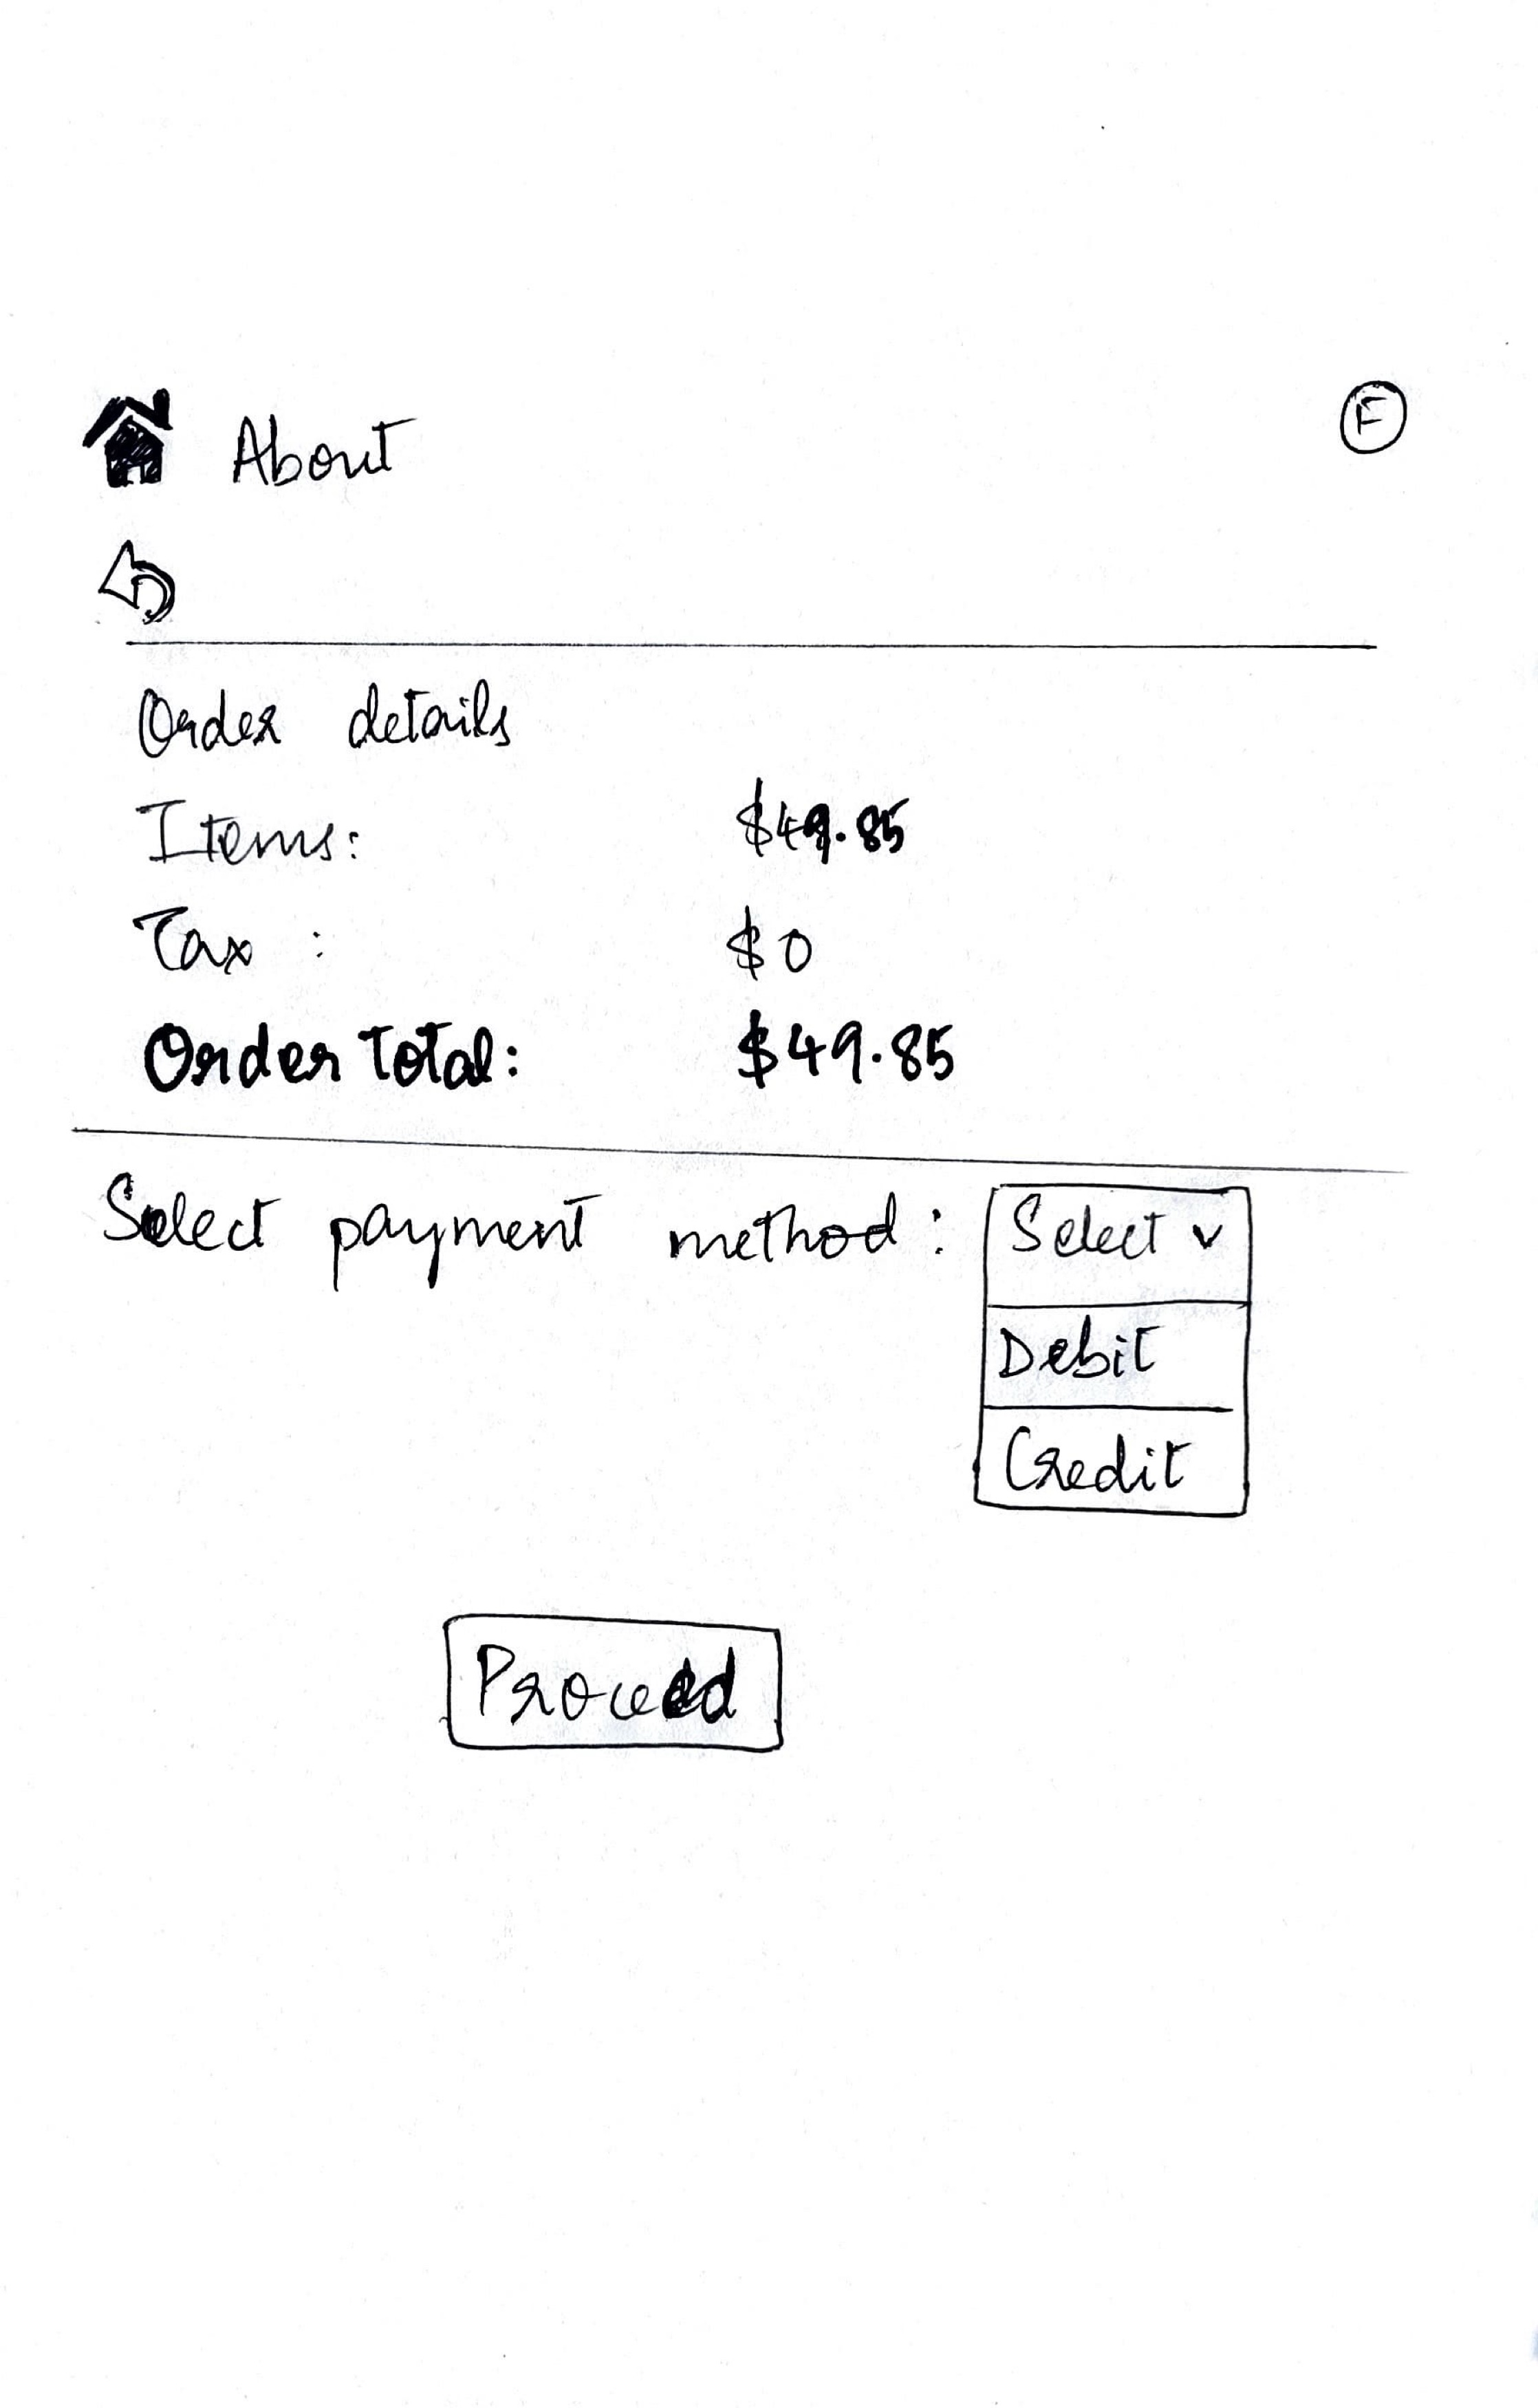 About F
Order details
Items: $49.85
Tax : $0
Order Total: $49.85
Select payment method : Select v
Debit
Credit
Proceed